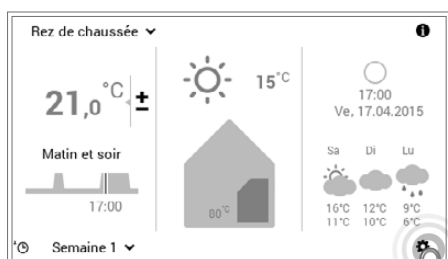 Rez de chaussée
21,0 °C ±
Matin et soir
17:00
15°C
80°C
17:00
Ve, 17.04.2015
Sa Di Lu
16°C 12°C 9°C
11°C 10°C 6°C
Semaine 1